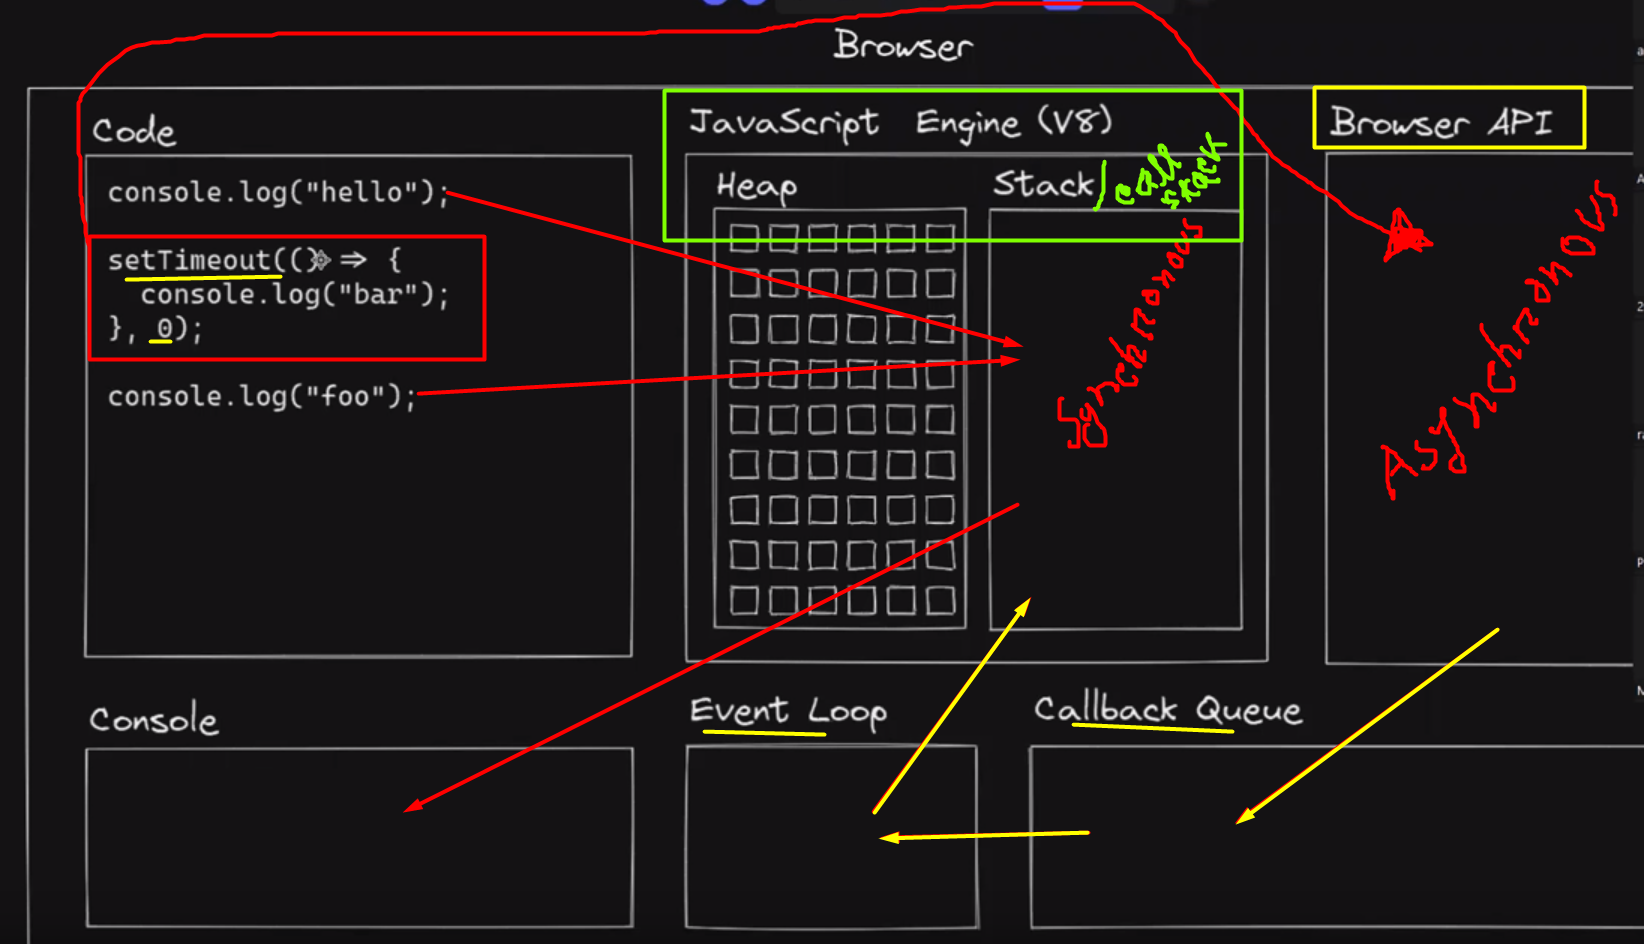 Browser
Code
console.log("hello");
setTimeout(() => {
console.log("bar");
}, 0);
console.log("foo");
JavaScript Engine (V8)
Heap
Stack/call
stack
Synchronous
Browser API
Asynchronous
Console
Event Loop
Callback Queue